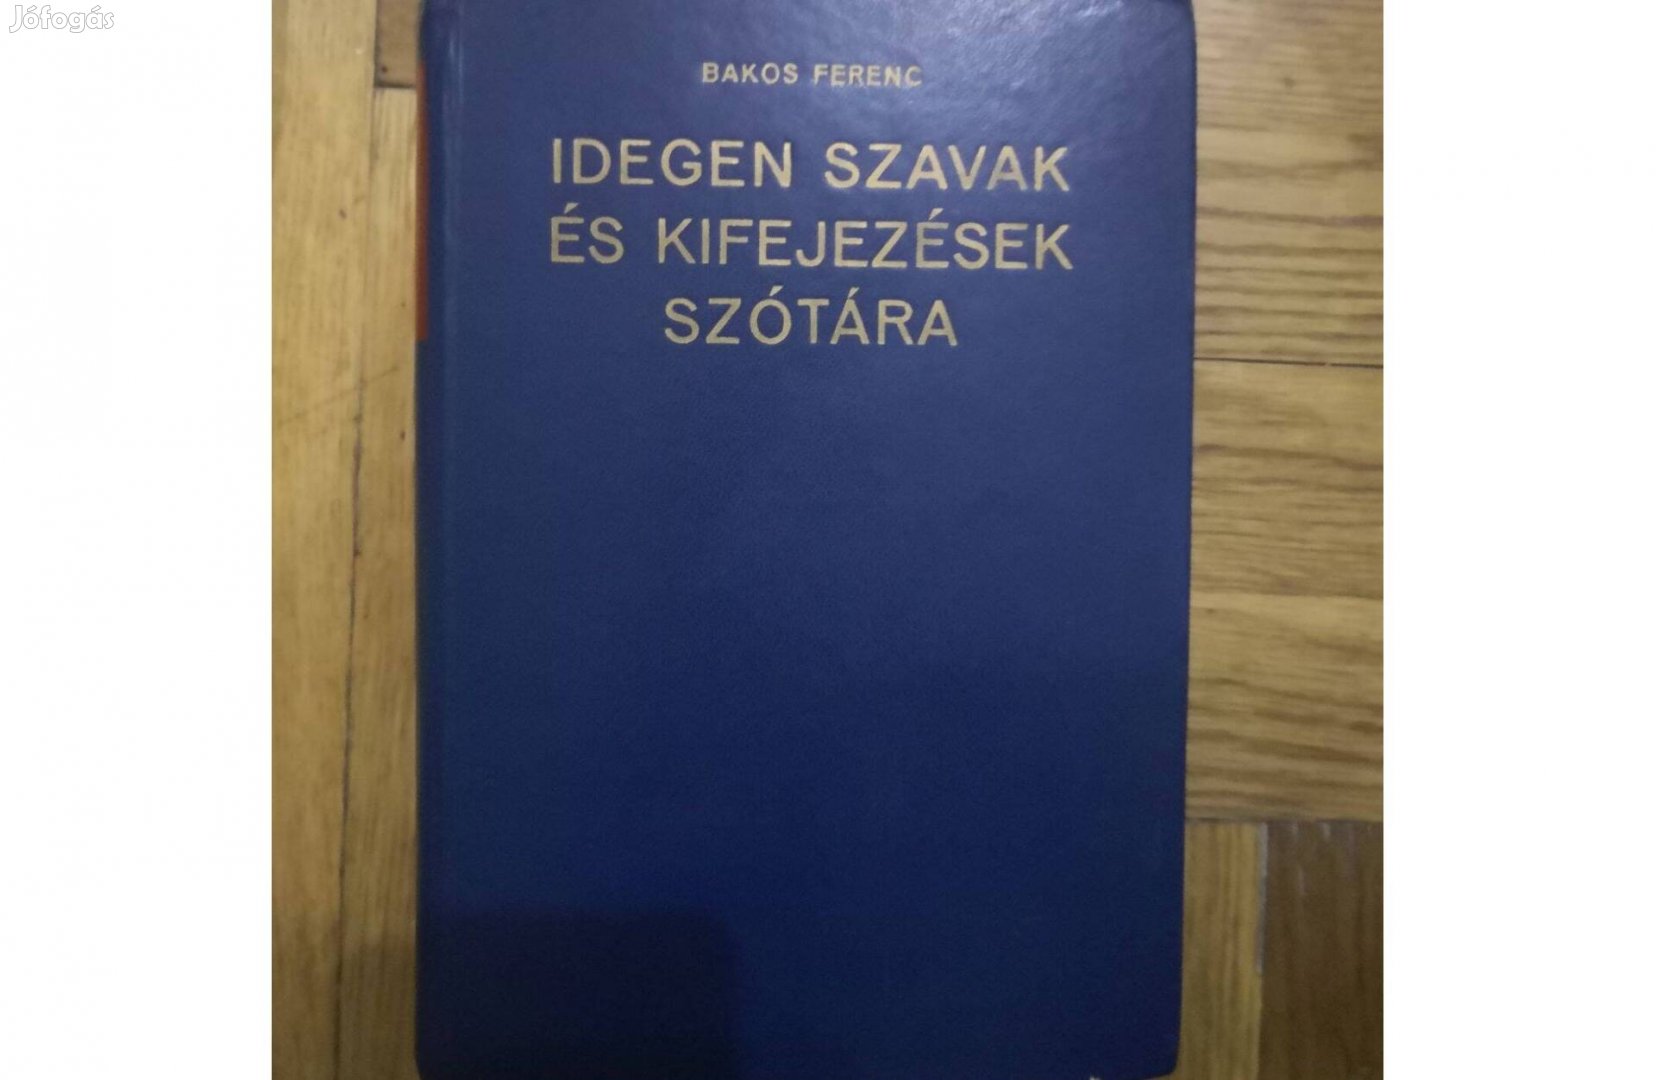 Jófogás
BAKOS FERENC
IDEGEN SZAVAK
ÉS KIFEJEZÉSEK
SZÓTÁRA